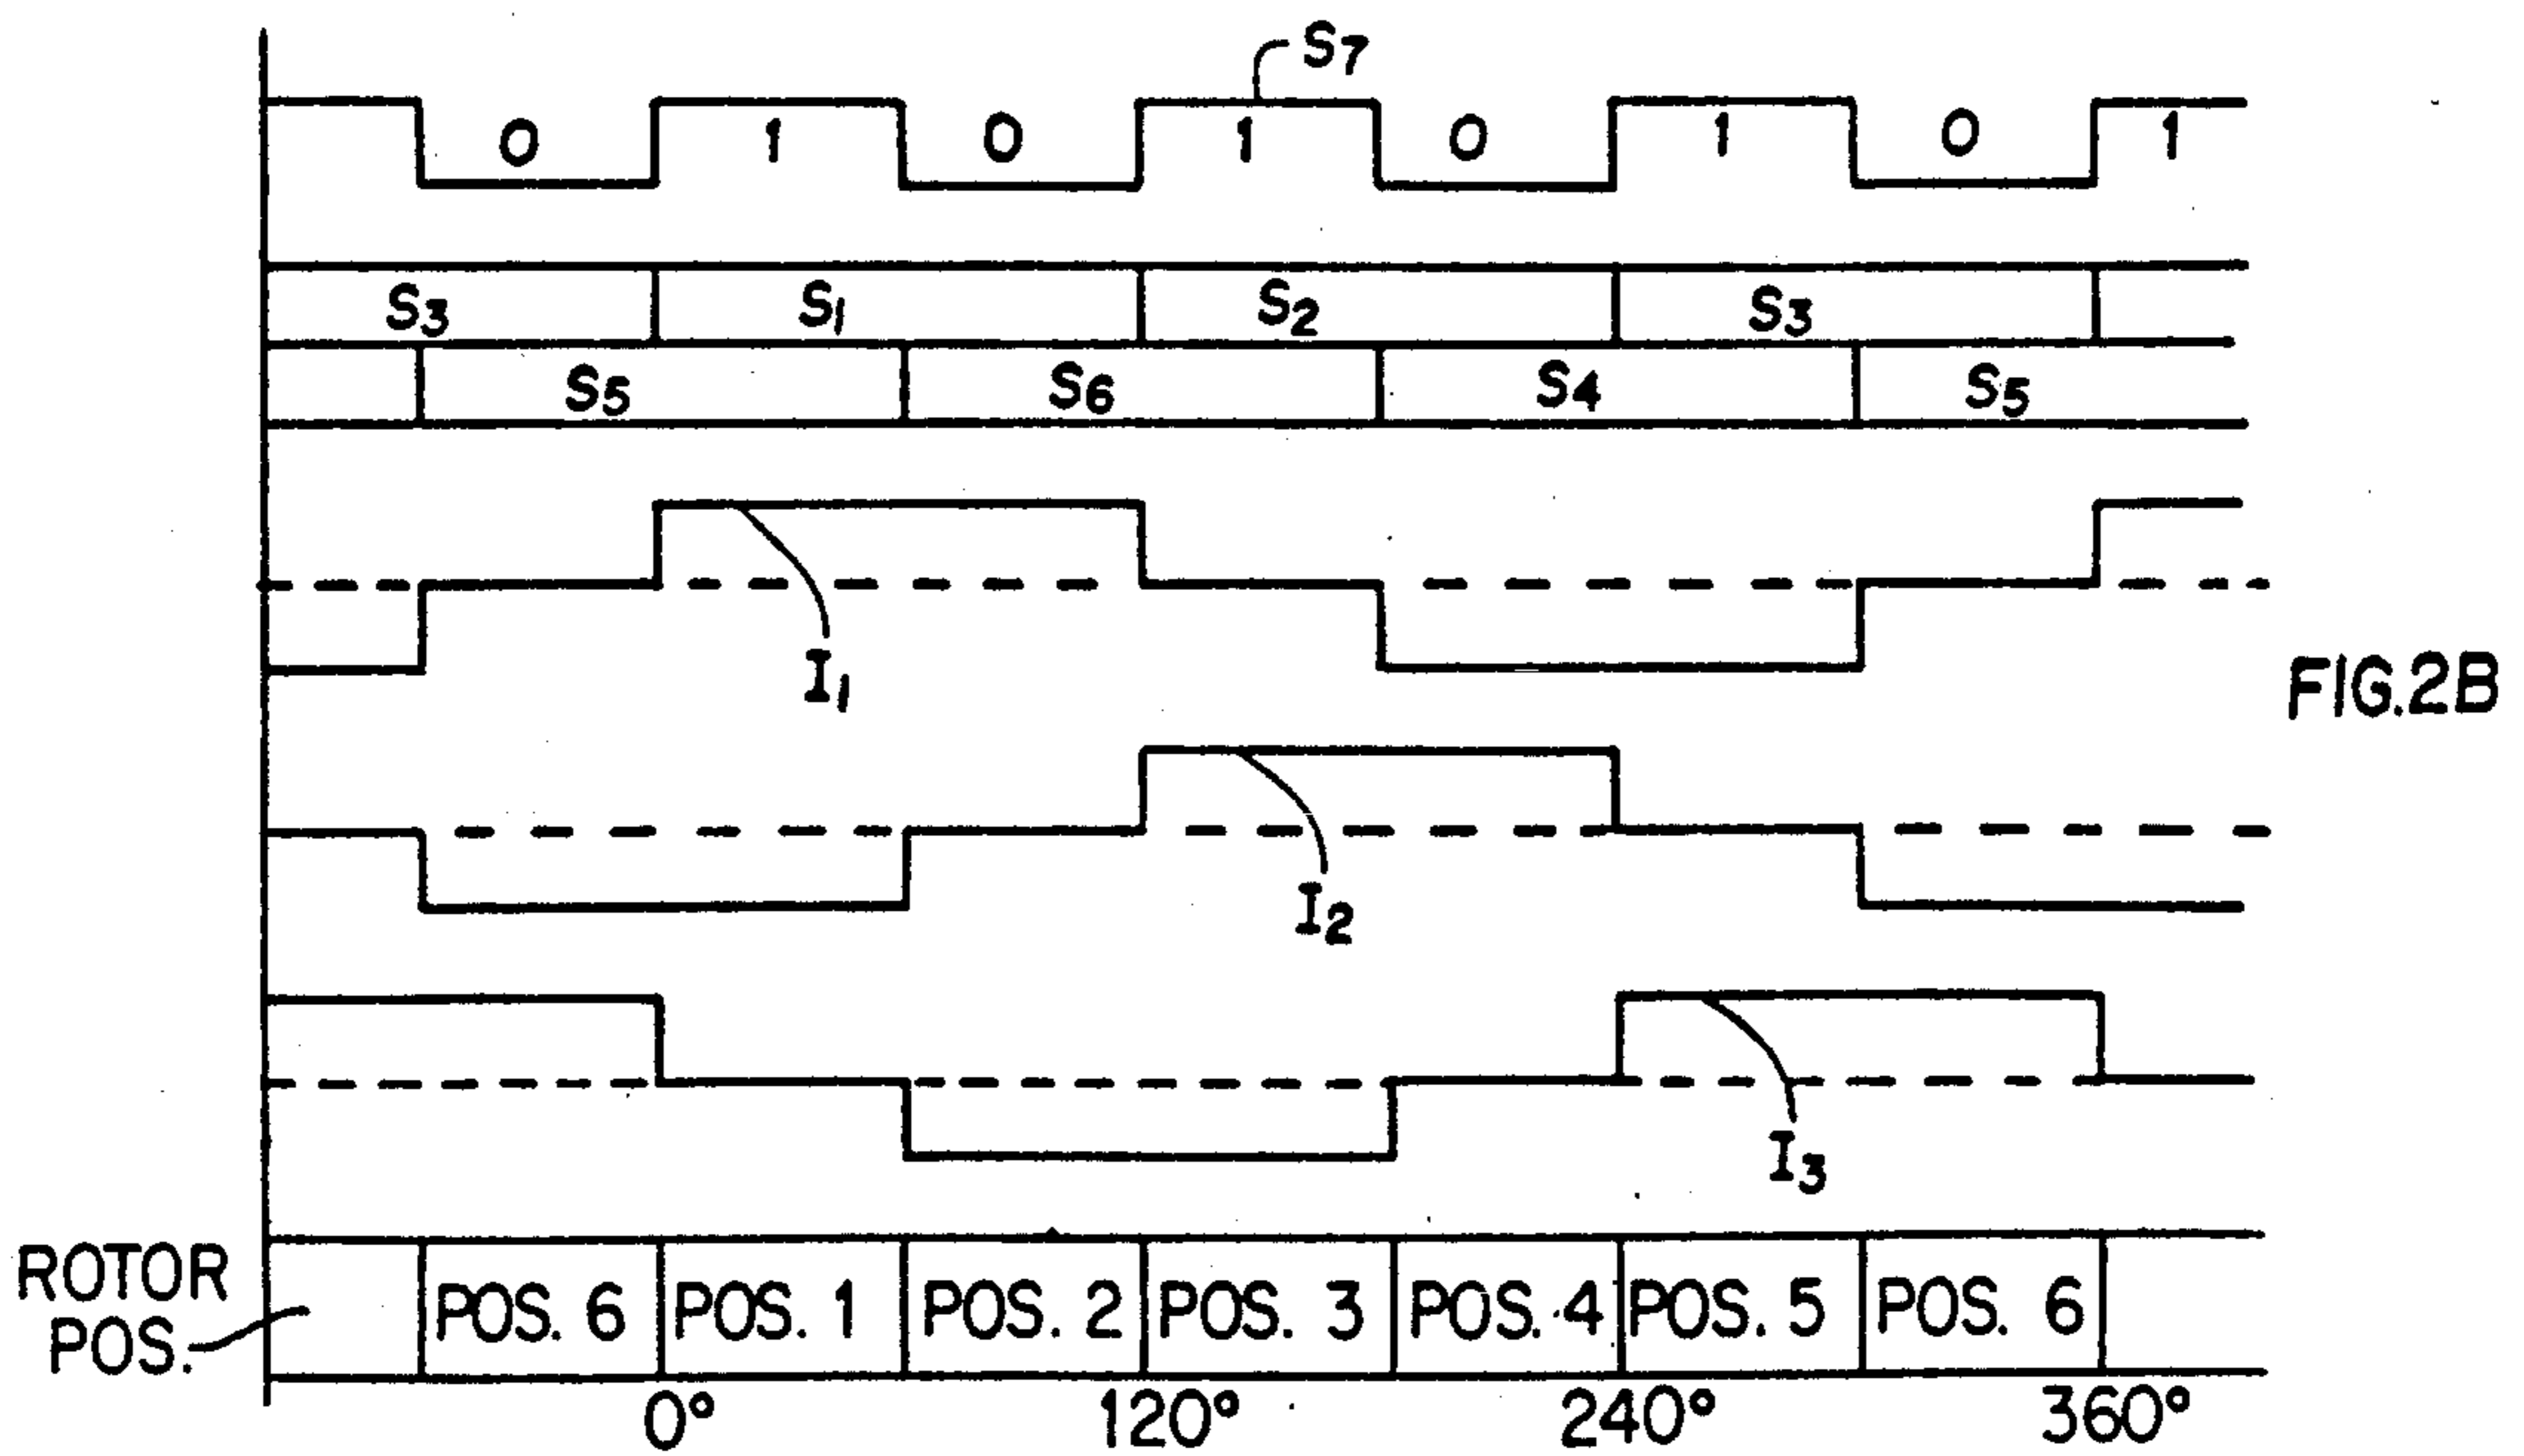 S7
0 1 0 1 0 1 0 1
S3 S1 S2 S3
S5 S6 S4 S5
I1
FIG.2B
I2
I3
ROTOR
POS.
POS. 6 POS. 1 POS. 2 POS. 3 POS. 4 POS. 5 POS. 6
0° 120° 240° 360°